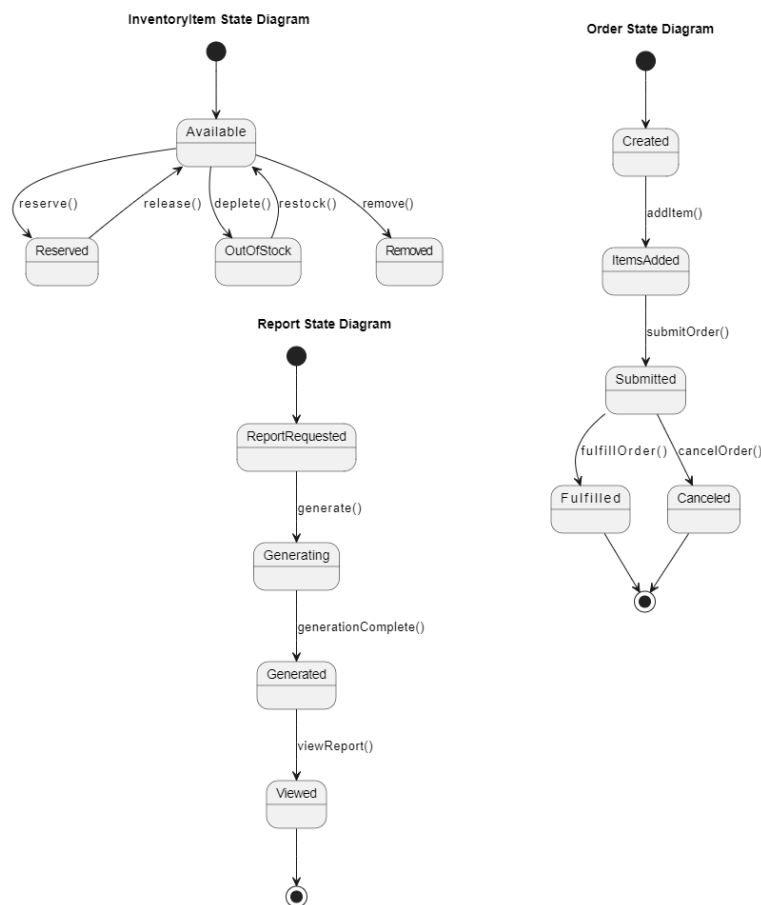 InventoryItem State Diagram
Available
reserve()
release()
deplete()
restock()
remove()
Reserved
OutOfStock
Removed
Order State Diagram
Created
addItem()
ItemsAdded
submitOrder()
Submitted
fulfillOrder()
cancelOrder()
Fulfilled
Canceled
Report State Diagram
ReportRequested
generate()
Generating
generationComplete()
Generated
viewReport()
Viewed